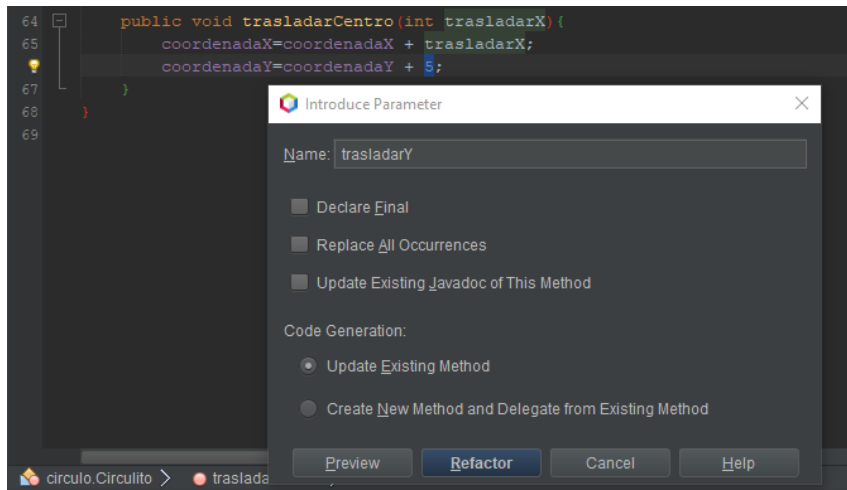 64 public void trasladarCentro(int trasladarX){
65 coordenadaX=coordenadaX + trasladarX;
coordenadaY=coordenadaY + 5;
67 }
68 }
69
Introduce Parameter
Name: trasladarY
Declare Final
Replace All Occurrences
Update Existing Javadoc of This Method
Code Generation:
Update Existing Method
Create New Method and Delegate from Existing Method
Preview Refactor Cancel Help
circulo.Circulito traslada